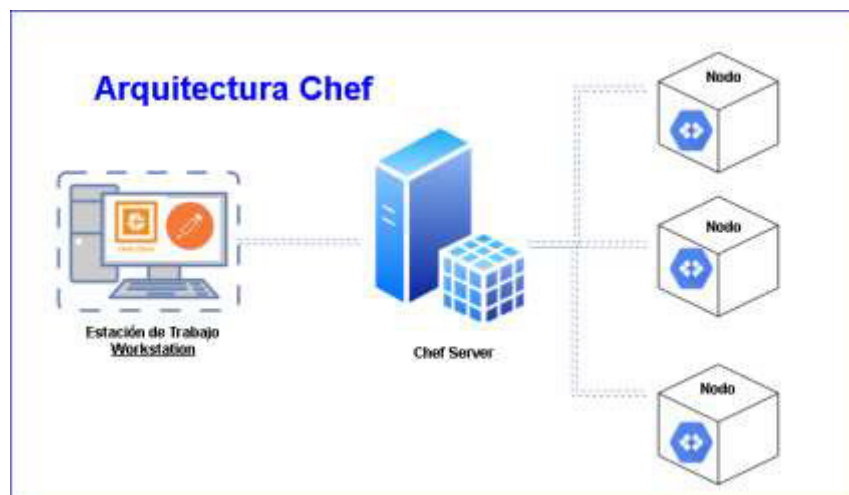 Arquitectura Chef
Nodo
Nodo
Estación de Trabajo
Workstation
Chef Server
Nodo